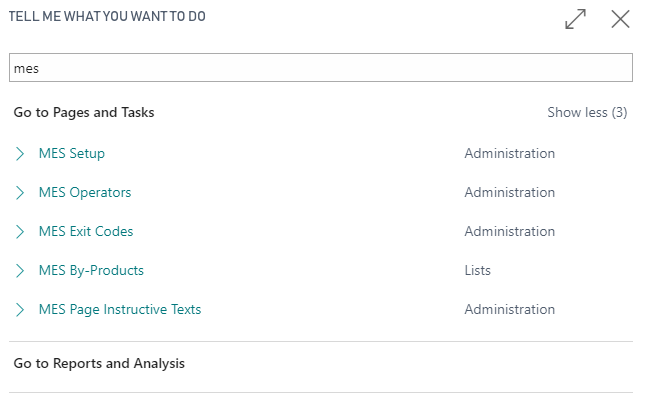 TELL ME WHAT YOU WANT TO DO
mes
Go to Pages and Tasks Show less (3)
MES Setup Administration
MES Operators Administration
MES Exit Codes Administration
MES By-Products Lists
MES Page Instructive Texts Administration
Go to Reports and Analysis